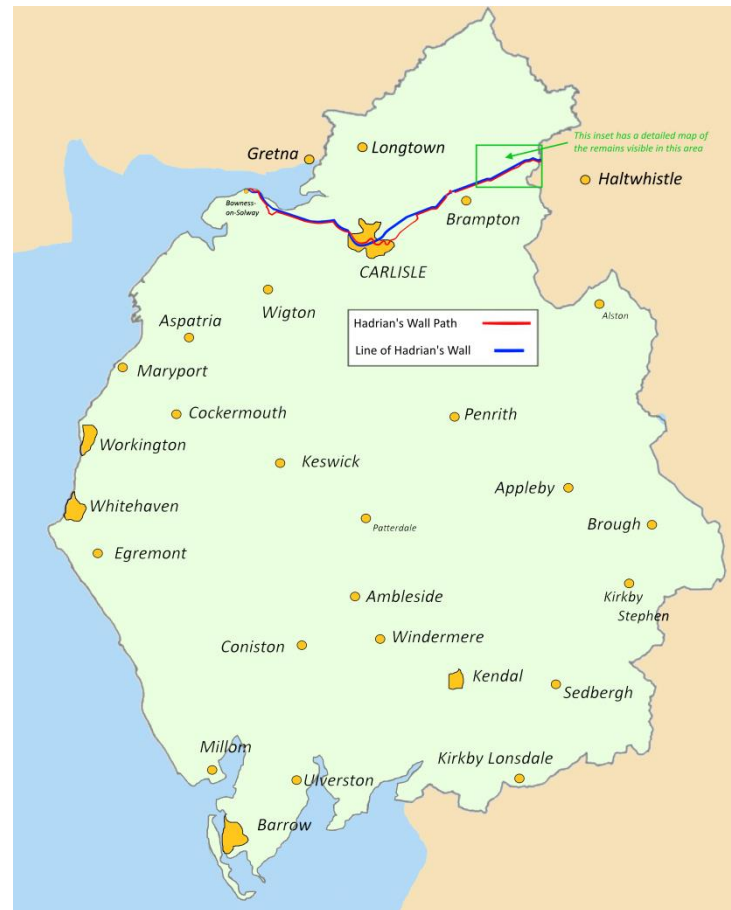 This inset has a detailed map of
the remains visible in this area
Gretna
Longtown
Haltwhistle
Bowness-
on-Solway
Brampton
CARLISLE
Wigton
Alston
Hadrian's Wall Path
Line of Hadrian's Wall
Aspatria
Maryport
Cockermouth
Penrith
Workington
Keswick
Appleby
Whitehaven
Patterdale
Brough
Egremont
Kirkby
Stephen
Ambleside
Windermere
Coniston
Kendal
Sedbergh
Millom
Kirkby Lonsdale
Ulverston
Barrow